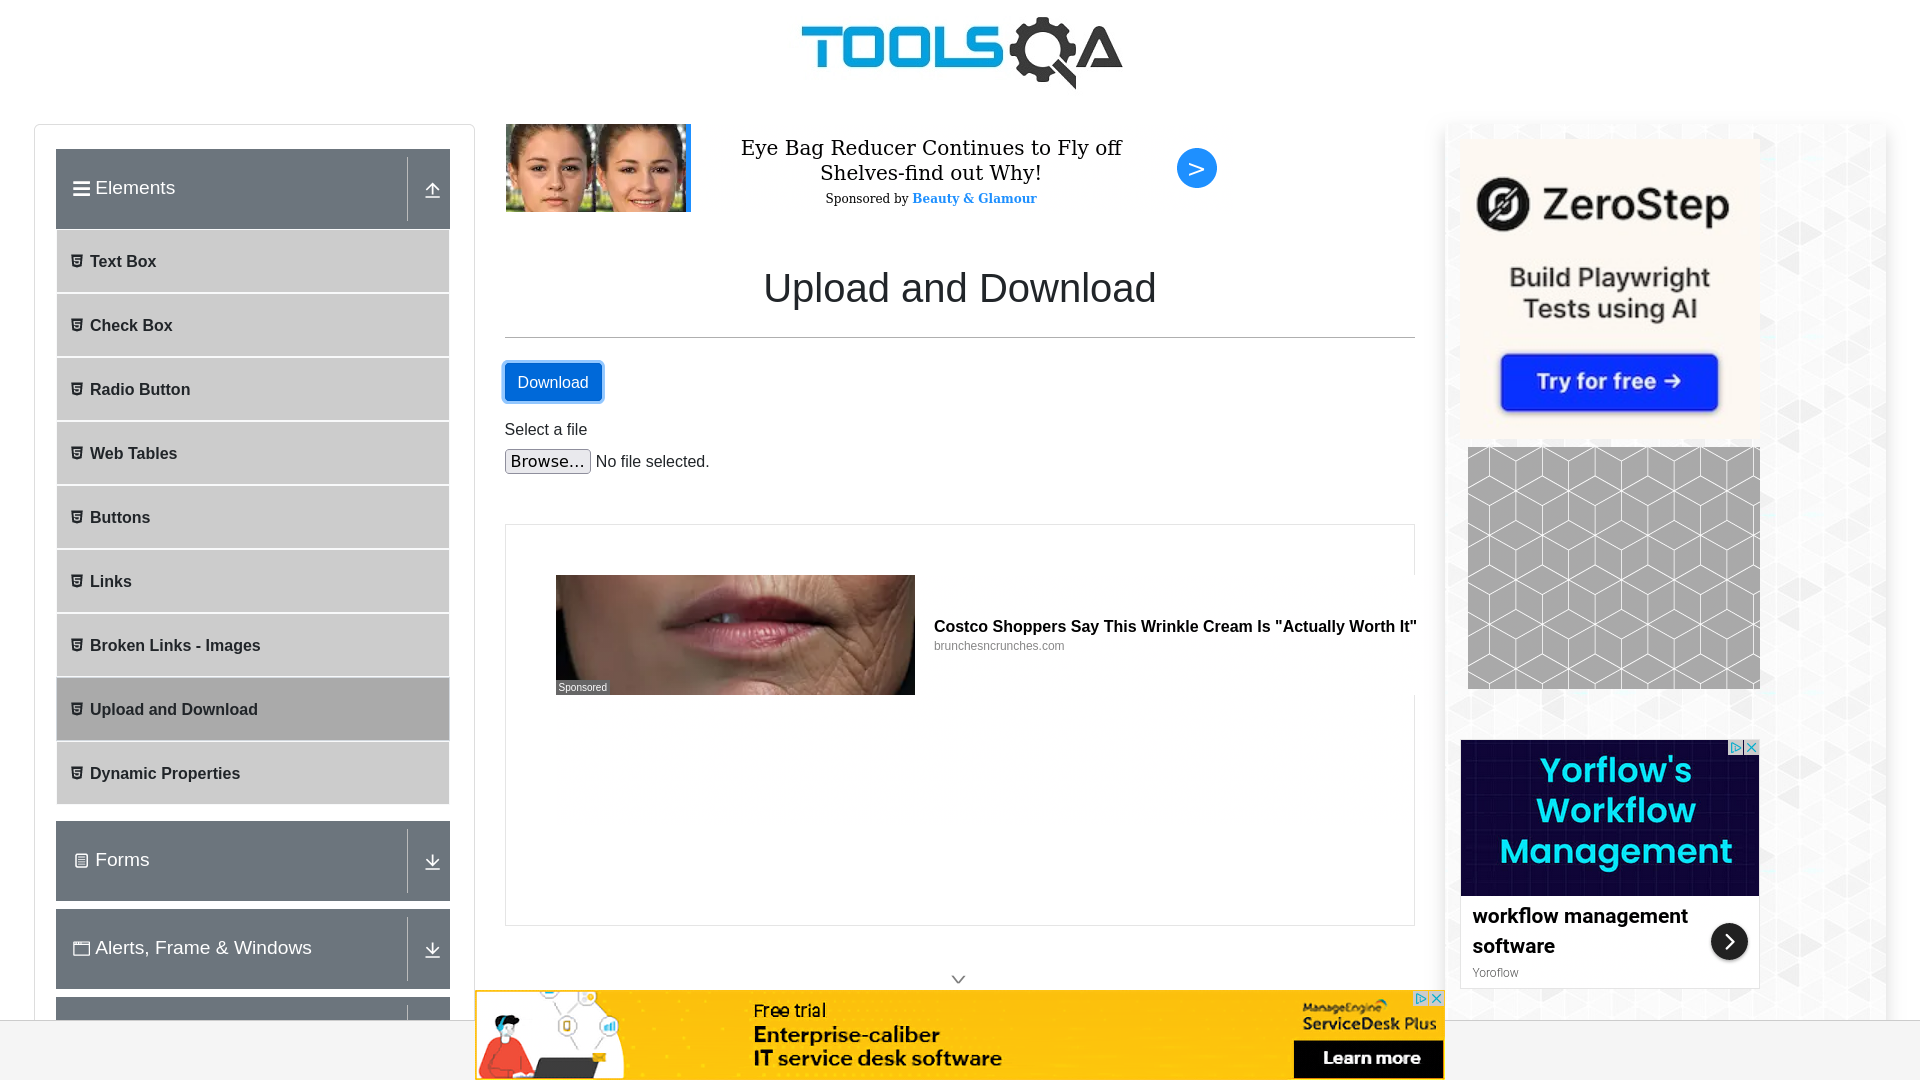 TOOLSQA
Elements
Text Box
Check Box
Radio Button
Web Tables
Buttons
Links
Broken Links - Images
Upload and Download
Dynamic Properties
Forms
Alerts, Frame & Windows
Eye Bag Reducer Continues to Fly off
Shelves-find out Why!
Sponsored by Beauty & Glamour
>
Upload and Download
Download
Select a file
Browse... No file selected.
Sponsored
Costco Shoppers Say This Wrinkle Cream Is "Actually Worth It"
brunchesncrunches.com
ZeroStep
Build Playwright
Tests using AI
Try for free →
Yorflow's
Workflow
Management
workflow management
software
Yoroflow
Free trial
Enterprise-caliber
IT service desk software
ManageEngine
ServiceDesk Plus
Learn more